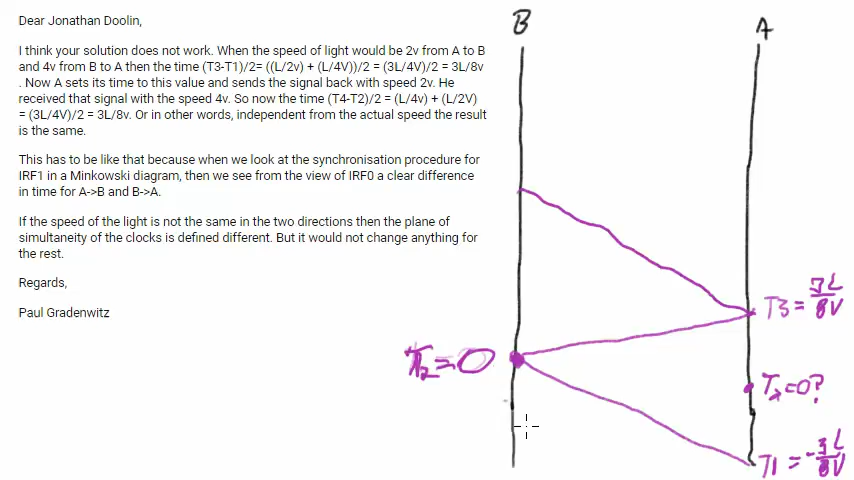 Dear Jonathan Doolin,
I think your solution does not work. When the speed of light would be 2v from A to B
and 4v from B to A then the time (T3-T1)/2= ((L/2v) + (L/4V))/2 = (3L/4V)/2 = 3L/8v
. Now A sets its time to this value and sends the signal back with speed 2v. He
received that signal with the speed 4v. So now the time (T4-T2)/2 = (L/4v) + (L/2V)
= (3L/4V)/2 = 3L/8v. Or in other words, independent from the actual speed the result
is the same.
This has to be like that because when we look at the synchronisation procedure for
IRF1 in a Minkowski diagram, then we see from the view of IRF0 a clear difference
in time for A->B and B->A.
If the speed of the light is not the same in the two directions then the plane of
simultaneity of the clocks is defined different. But it would not change anything for
the rest.
Regards,
Paul Gradenwitz
B
A
T3 = 3L/8V
T2 = 0
=0?
T1 = -3L/8V